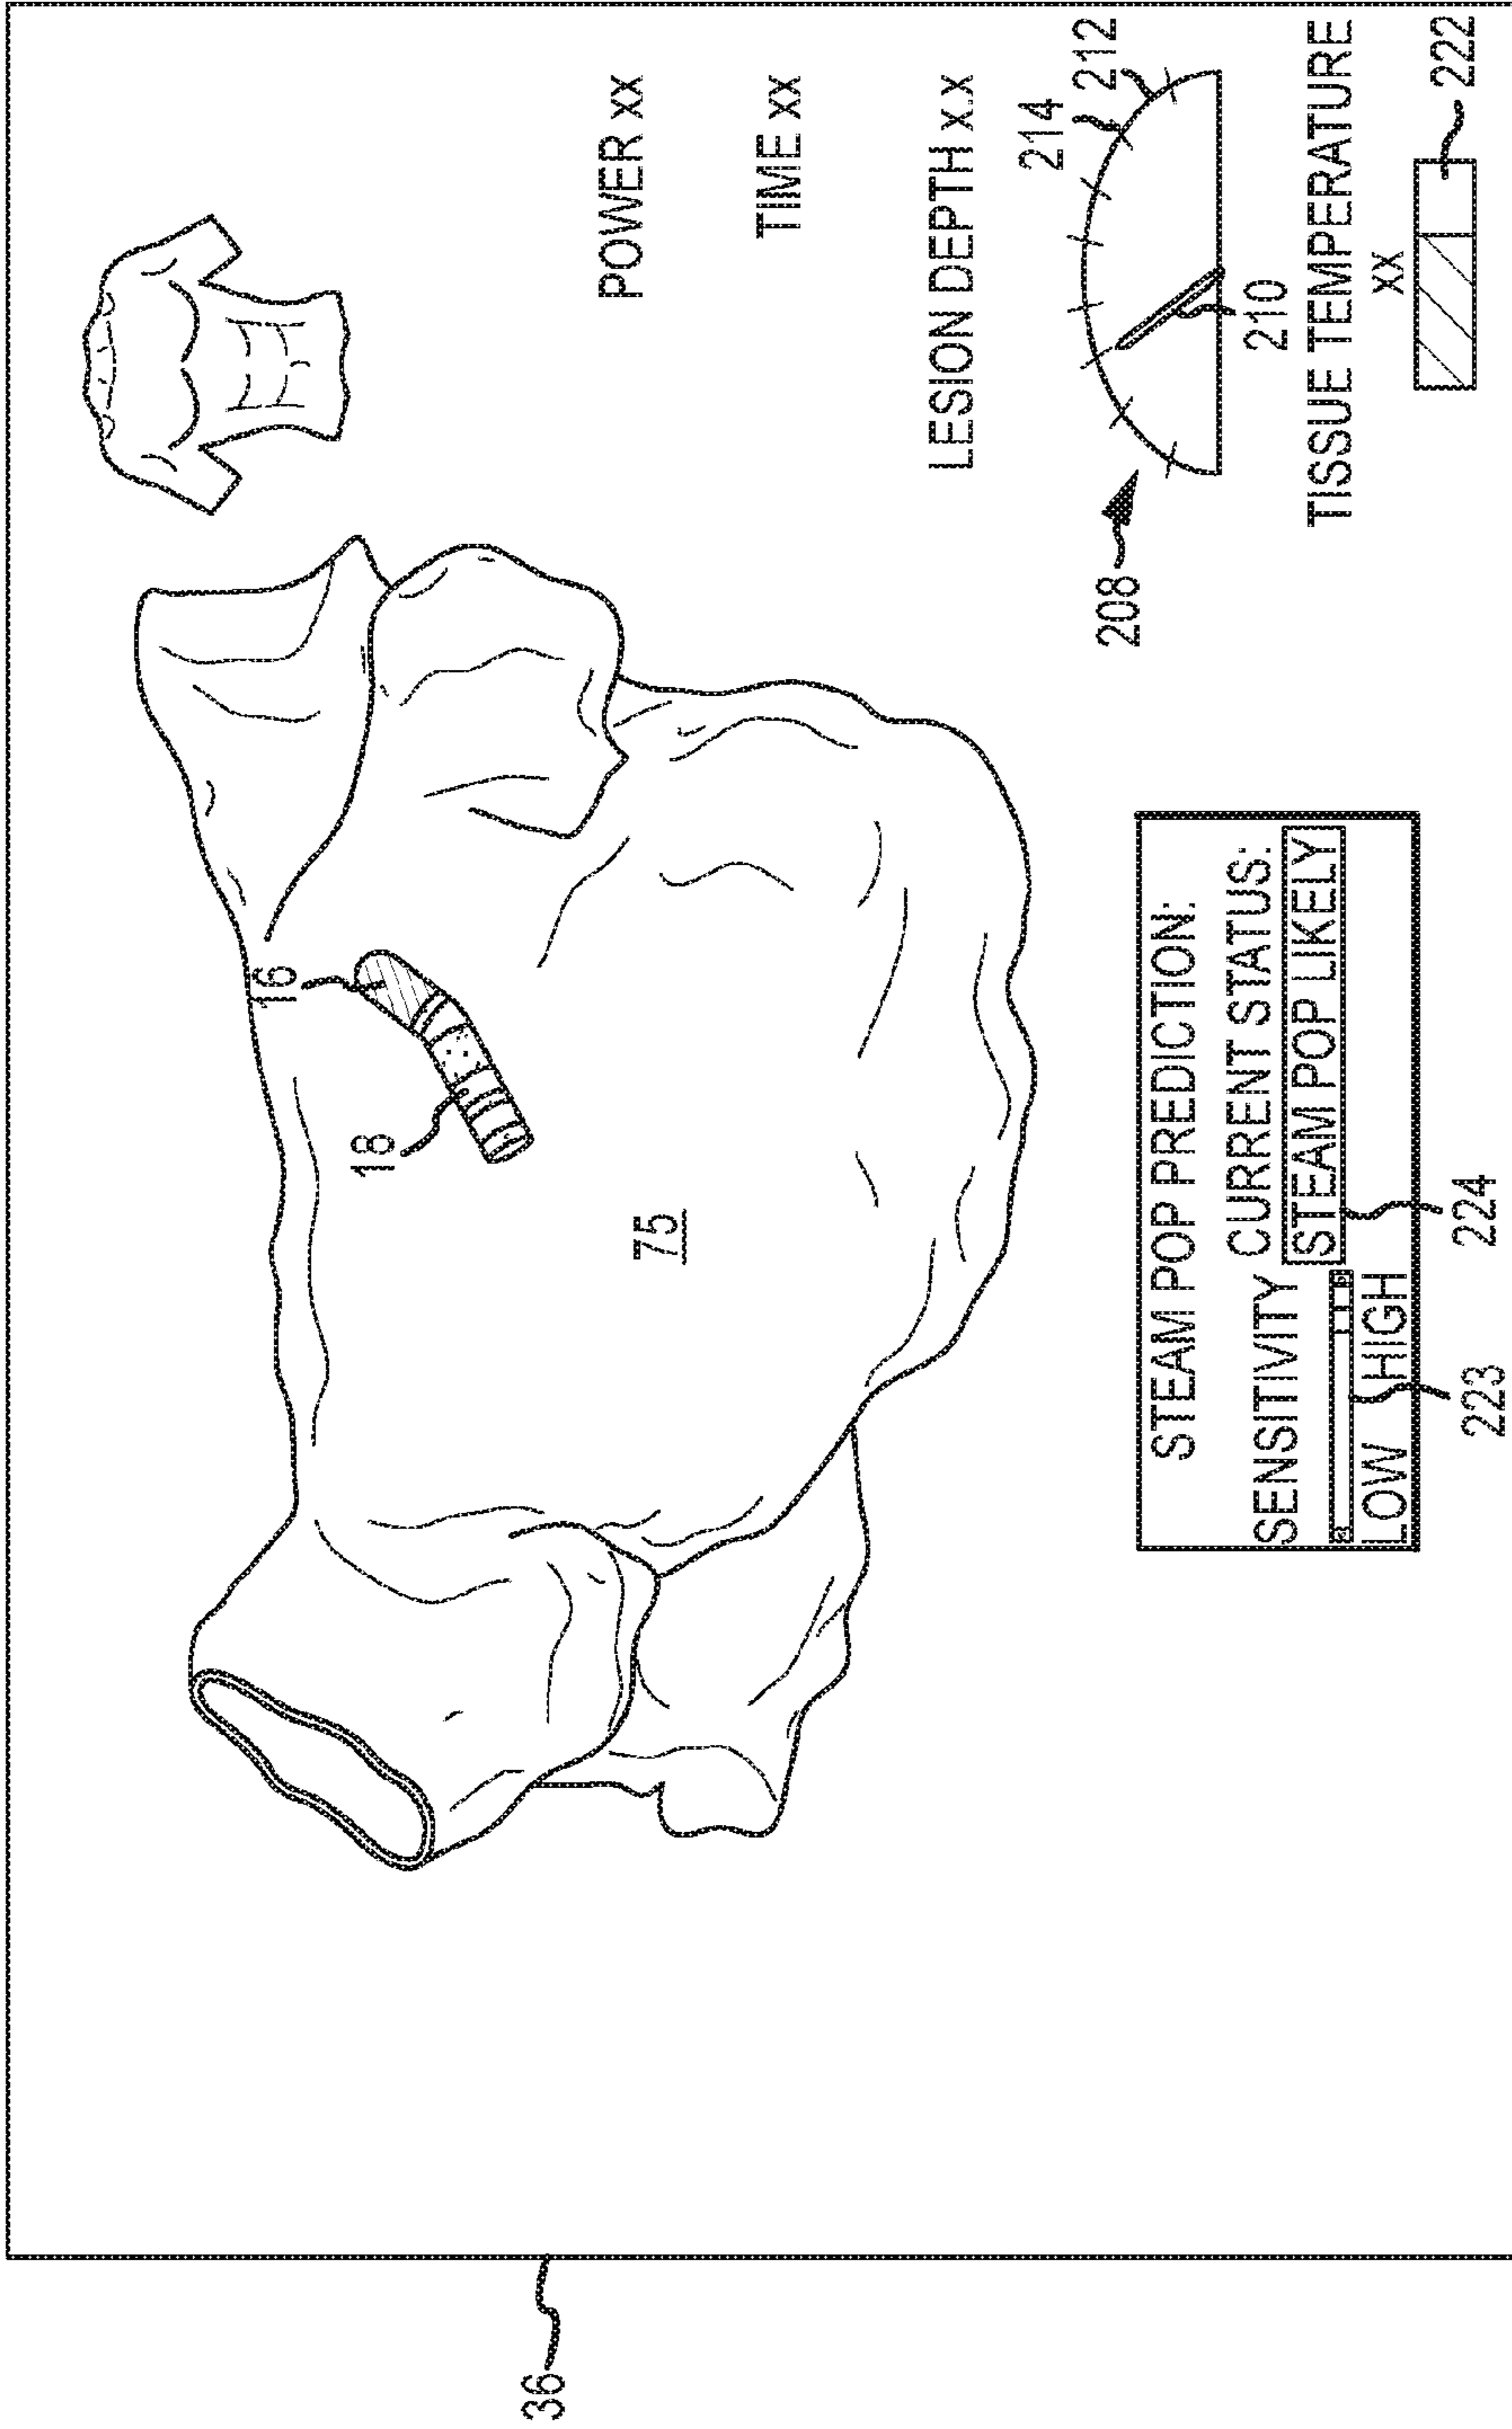 36
16
18
75
POWER xx
TIME xx
LESION DEPTH x.x
214
212
208
210
TISSUE TEMPERATURE
xx
222
STEAM POP PREDICTION:
SENSITIVITY CURRENT STATUS:
STEAM POP LIKELY
LOW HIGH
223
224